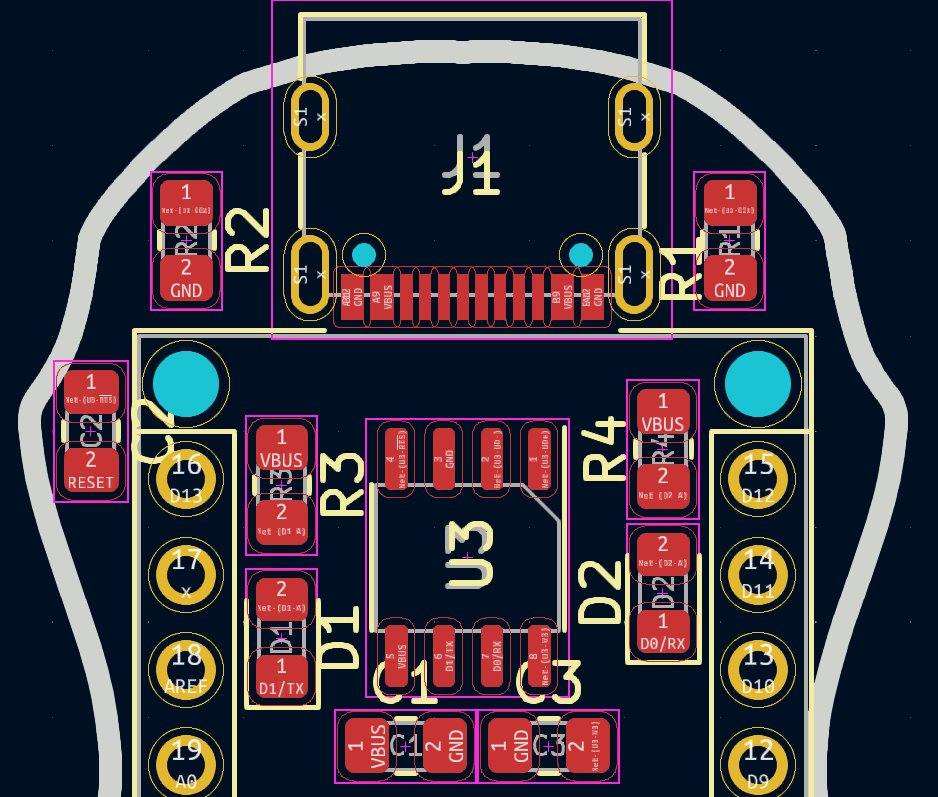 S1
x
S1
x
J1
1
Net-(J1-CC2)
R2
2
GND
R2
1
Net-(J1-CC1)
R1
2
GND
R1
S1
x
S1
x
GND
A9
VBUS
B9
VBUS
GND
1
Net-(U3-RTS)
C2
2
RESET
C2
16
D13
17
x
18
AREF
19
A0
1
VBUS
R3
2
Net-(D1-A)
R3
2
Net-(D1-A)
D1
1
D1/TX
D1
4
Net-(U3-RTS)
3
GND
2
Net-(U3-UD-)
1
Net-(U3-UD+)
U3
5
VBUS
6
D1/TX
7
D0/RX
8
Net-(U3-V3)
C1
C3
1
VBUS
C1
2
GND
1
GND
C3
2
Net-(U3-V3)
R4
1
VBUS
R4
2
Net-(D2-A)
D2
2
Net-(D2-A)
D2
1
D0/RX
15
D12
14
D11
13
D10
12
D9